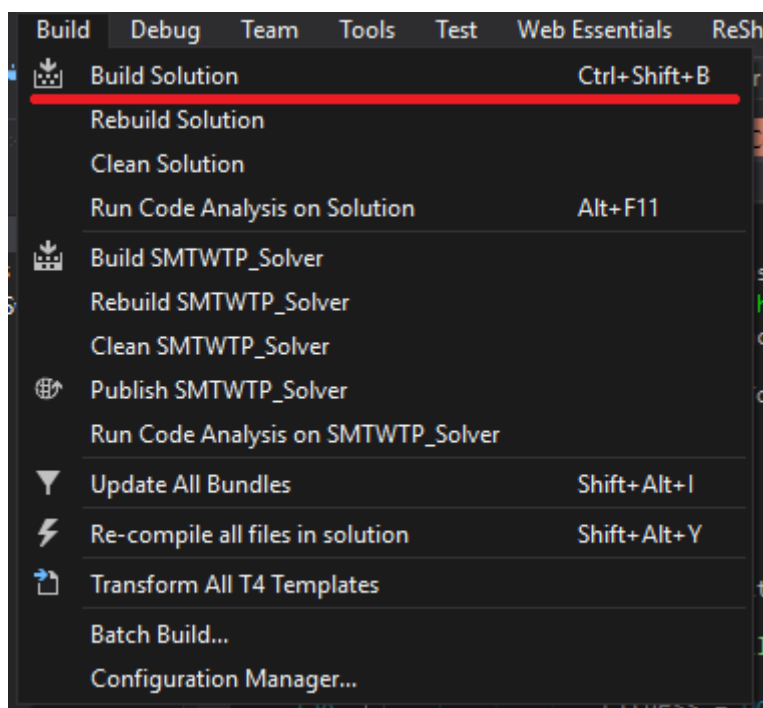 Build Debug Team Tools Test Web Essentials ReSh
Build Solution Ctrl+Shift+B
Rebuild Solution
Clean Solution
Run Code Analysis on Solution Alt+F11
Build SMTWTP_Solver
Rebuild SMTWTP_Solver
Clean SMTWTP_Solver
Publish SMTWTP_Solver
Run Code Analysis on SMTWTP_Solver
Update All Bundles Shift+Alt+I
Re-compile all files in solution Shift+Alt+Y
Transform All T4 Templates
Batch Build...
Configuration Manager...